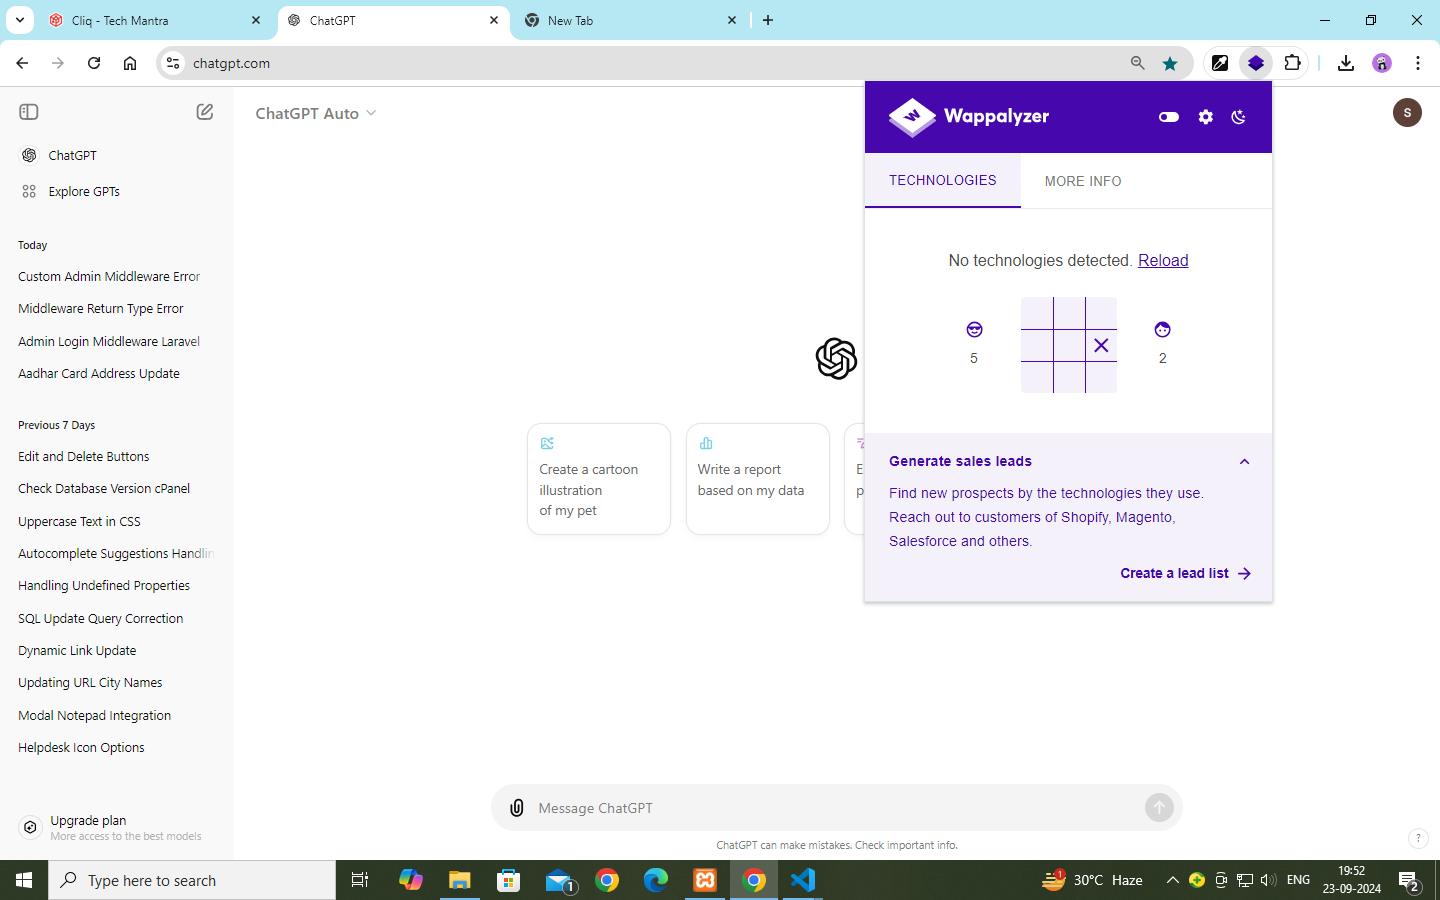 Cliq - Tech Mantra
ChatGPT
New Tab
chatgpt.com
ChatGPT
Explore GPTs
Today
Custom Admin Middleware Error
Middleware Return Type Error
Admin Login Middleware Laravel
Aadhar Card Address Update
Previous 7 Days
Edit and Delete Buttons
Check Database Version cPanel
Uppercase Text in CSS
Autocomplete Suggestions Handlin
Handling Undefined Properties
SQL Update Query Correction
Dynamic Link Update
Updating URL City Names
Modal Notepad Integration
Helpdesk Icon Options
Upgrade plan
More access to the best models
ChatGPT Auto
S
Create a cartoon
illustration
of my pet
Write a report
based on my data
E
p
Message ChatGPT
ChatGPT can make mistakes. Check important info.
?
Wappalyzer
TECHNOLOGIES
MORE INFO
No technologies detected. Reload
5
2
Generate sales leads
Find new prospects by the technologies they use.
Reach out to customers of Shopify, Magento,
Salesforce and others.
Create a lead list
Type here to search
1
1
30°C Haze
ENG
19:52
23-09-2024
2